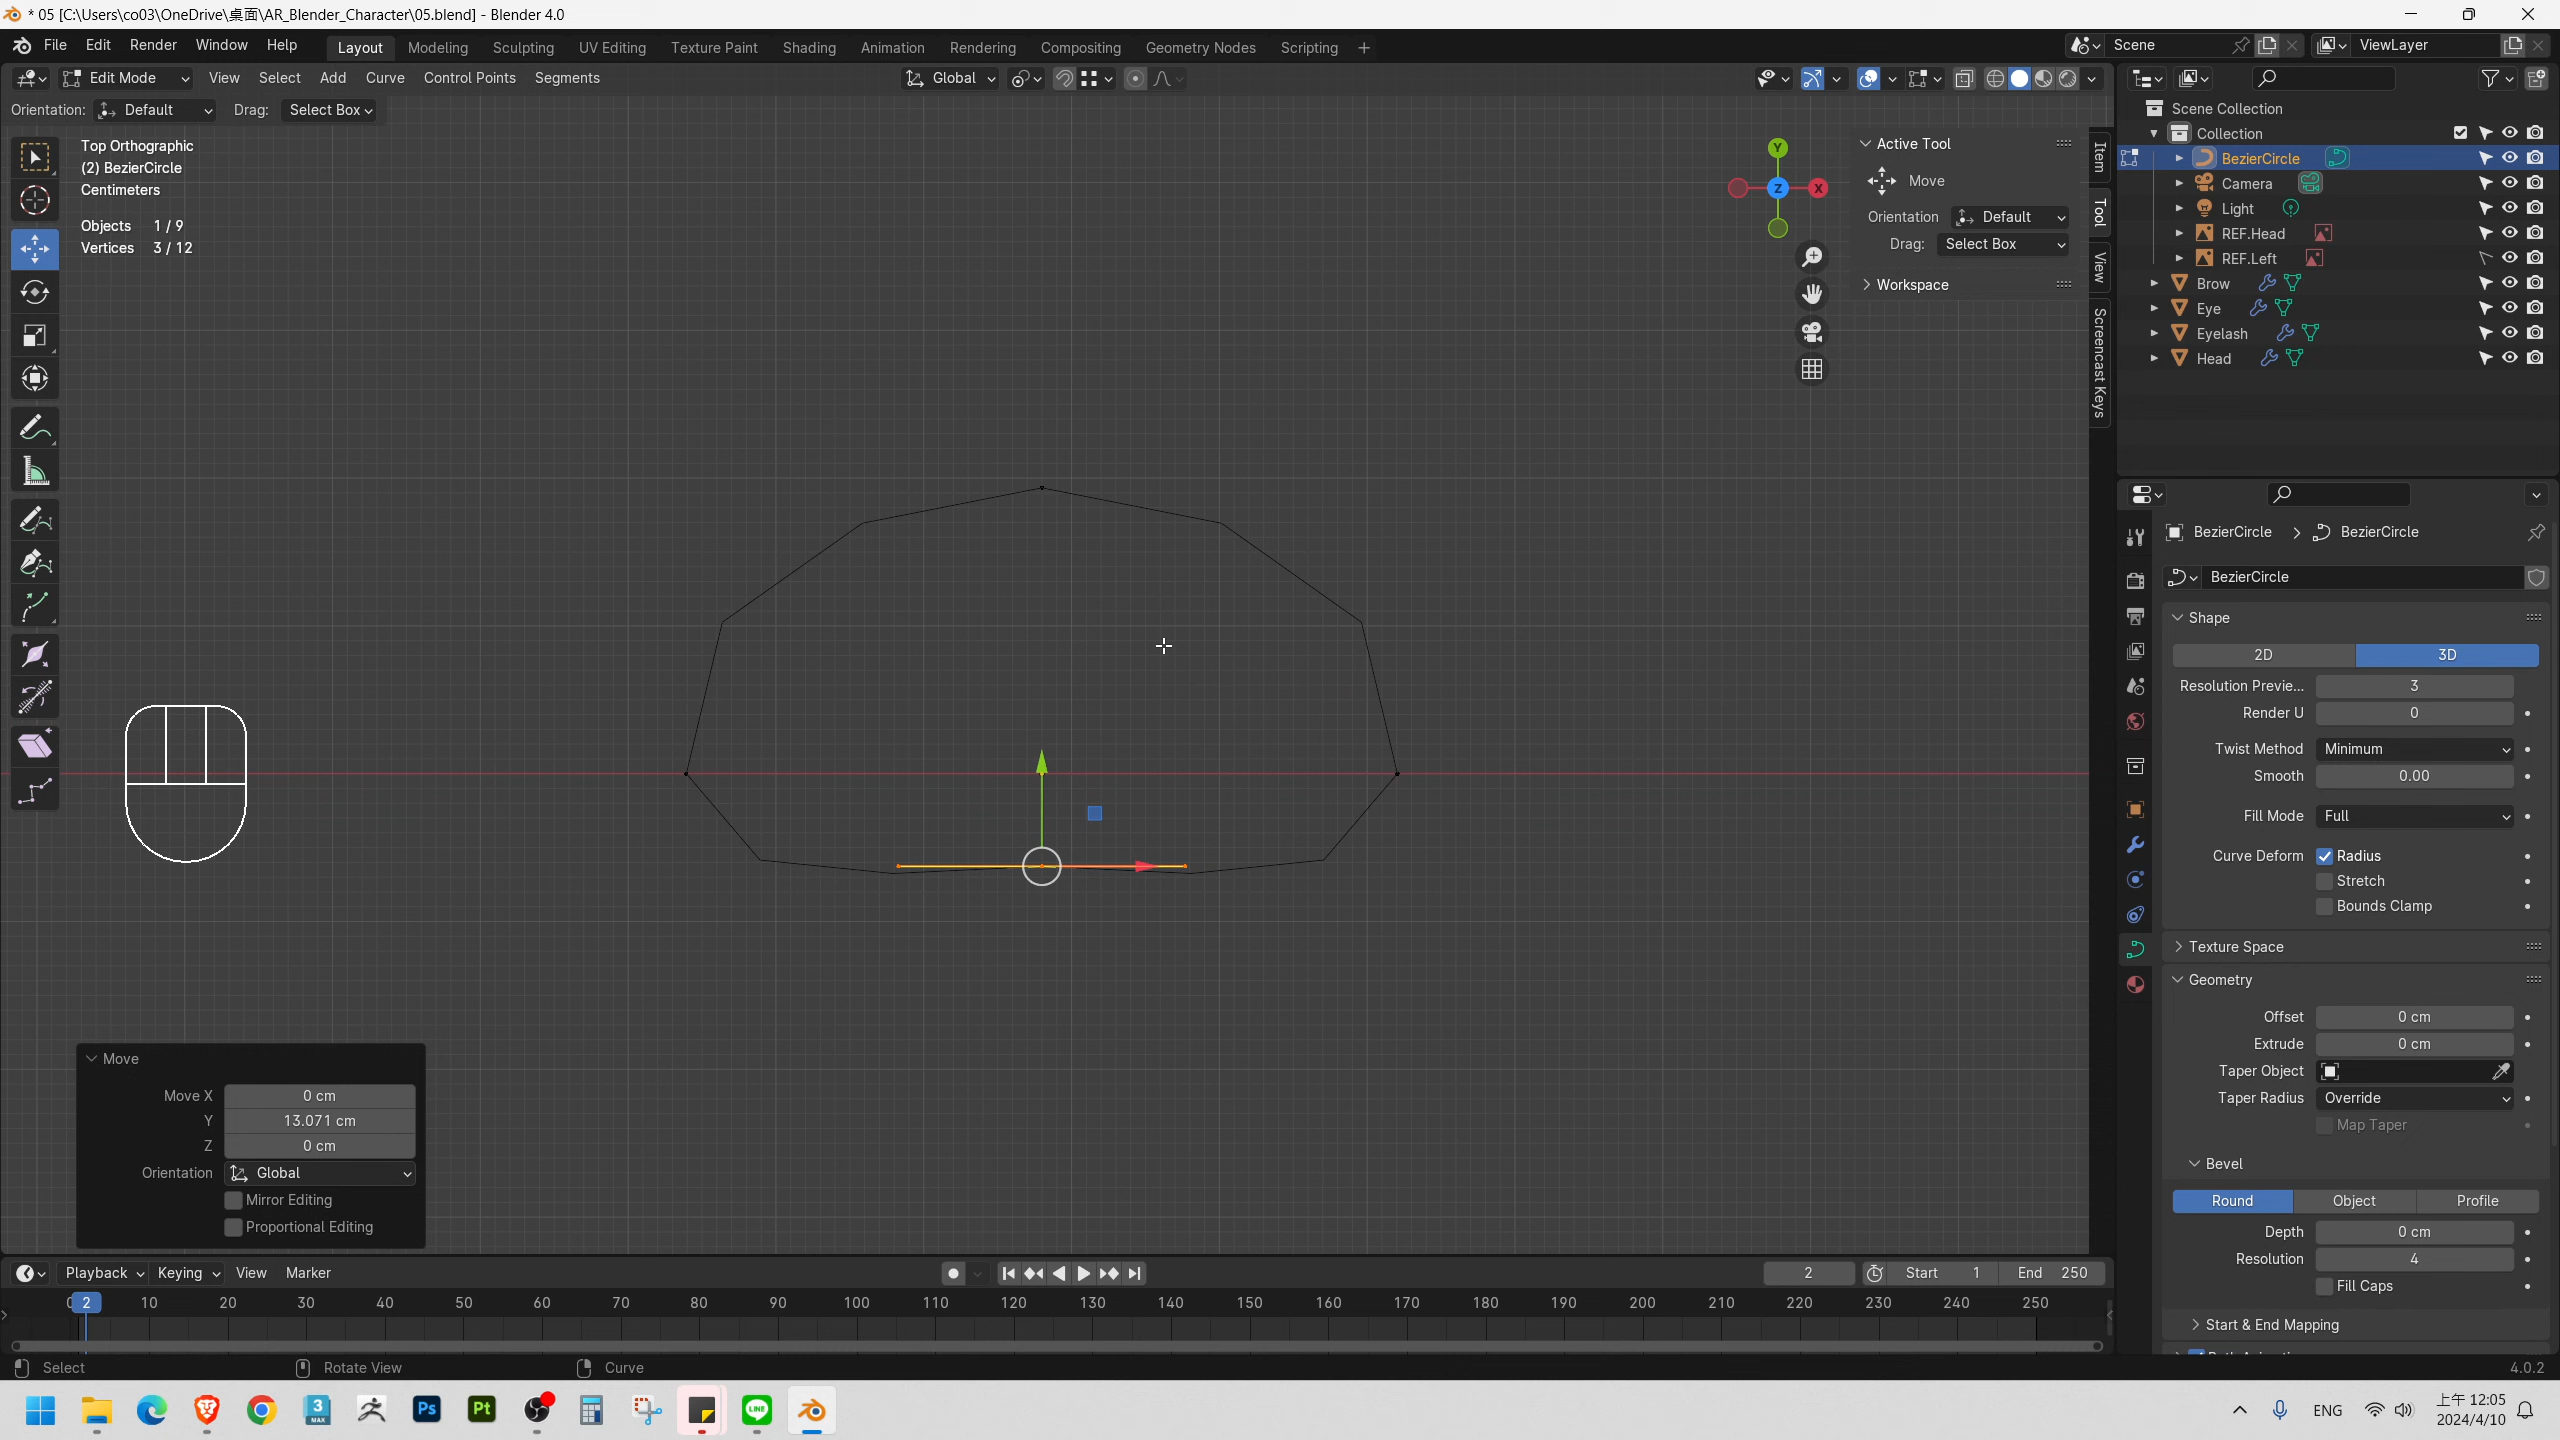 * 05 [C:\Users\co03\OneDrive\桌面\AR_Blender_Character\05.blend] - Blender 4.0
File Edit Render Window Help Layout Modeling Sculpting UV Editing Texture Paint Shading Animation Rendering Compositing Geometry Nodes Scripting + Scene ViewLayer
Edit Mode View Select Add Curve Control Points Segments Global
Orientation: Default Drag: Select Box
Top Orthographic
(2) BezierCircle
Centimeters
Objects 1 / 9
Vertices 3 / 12
Y
Z X
Active Tool
Move
Orientation Default
Drag: Select Box
Workspace
Item
Tool
View
Screencast Keys
Scene Collection
Collection
BezierCircle
Camera
Light
REF.Head
REF.Left
Brow
Eye
Eyelash
Head
BezierCircle > BezierCircle
BezierCircle
Shape
2D 3D
Resolution Previe... 3
Render U 0
Twist Method Minimum
Smooth 0.00
Fill Mode Full
Curve Deform Radius
Stretch
Bounds Clamp
Texture Space
Geometry
Offset 0 cm
Extrude 0 cm
Taper Object
Taper Radius Override
Map Taper
Bevel
Round Object Profile
Depth 0 cm
Resolution 4
Fill Caps
Start & End Mapping
Move
Move X 0 cm
Y 13.071 cm
Z 0 cm
Orientation Global
Mirror Editing
Proportional Editing
Playback Keying View Marker 2 Start 1 End 250
0 2 10 20 30 40 50 60 70 80 90 100 110 120 130 140 150 160 170 180 190 200 210 220 230 240 250
Select Rotate View Curve 4.0.2
3 MAX Ps Pt LINE ENG
上午 12:05
2024/4/10